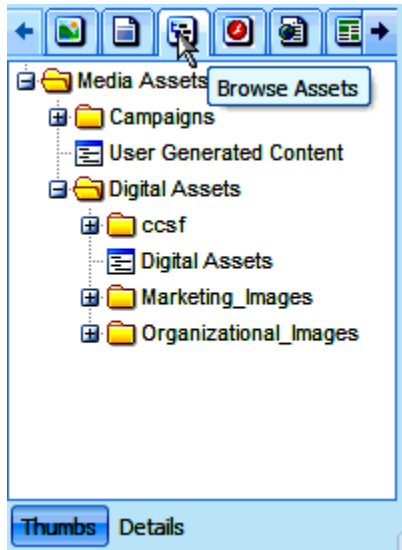 Media Assets
Browse Assets
Campaigns
User Generated Content
Digital Assets
ccsf
Digital Assets
Marketing_Images
Organizational_Images
Thumbs Details